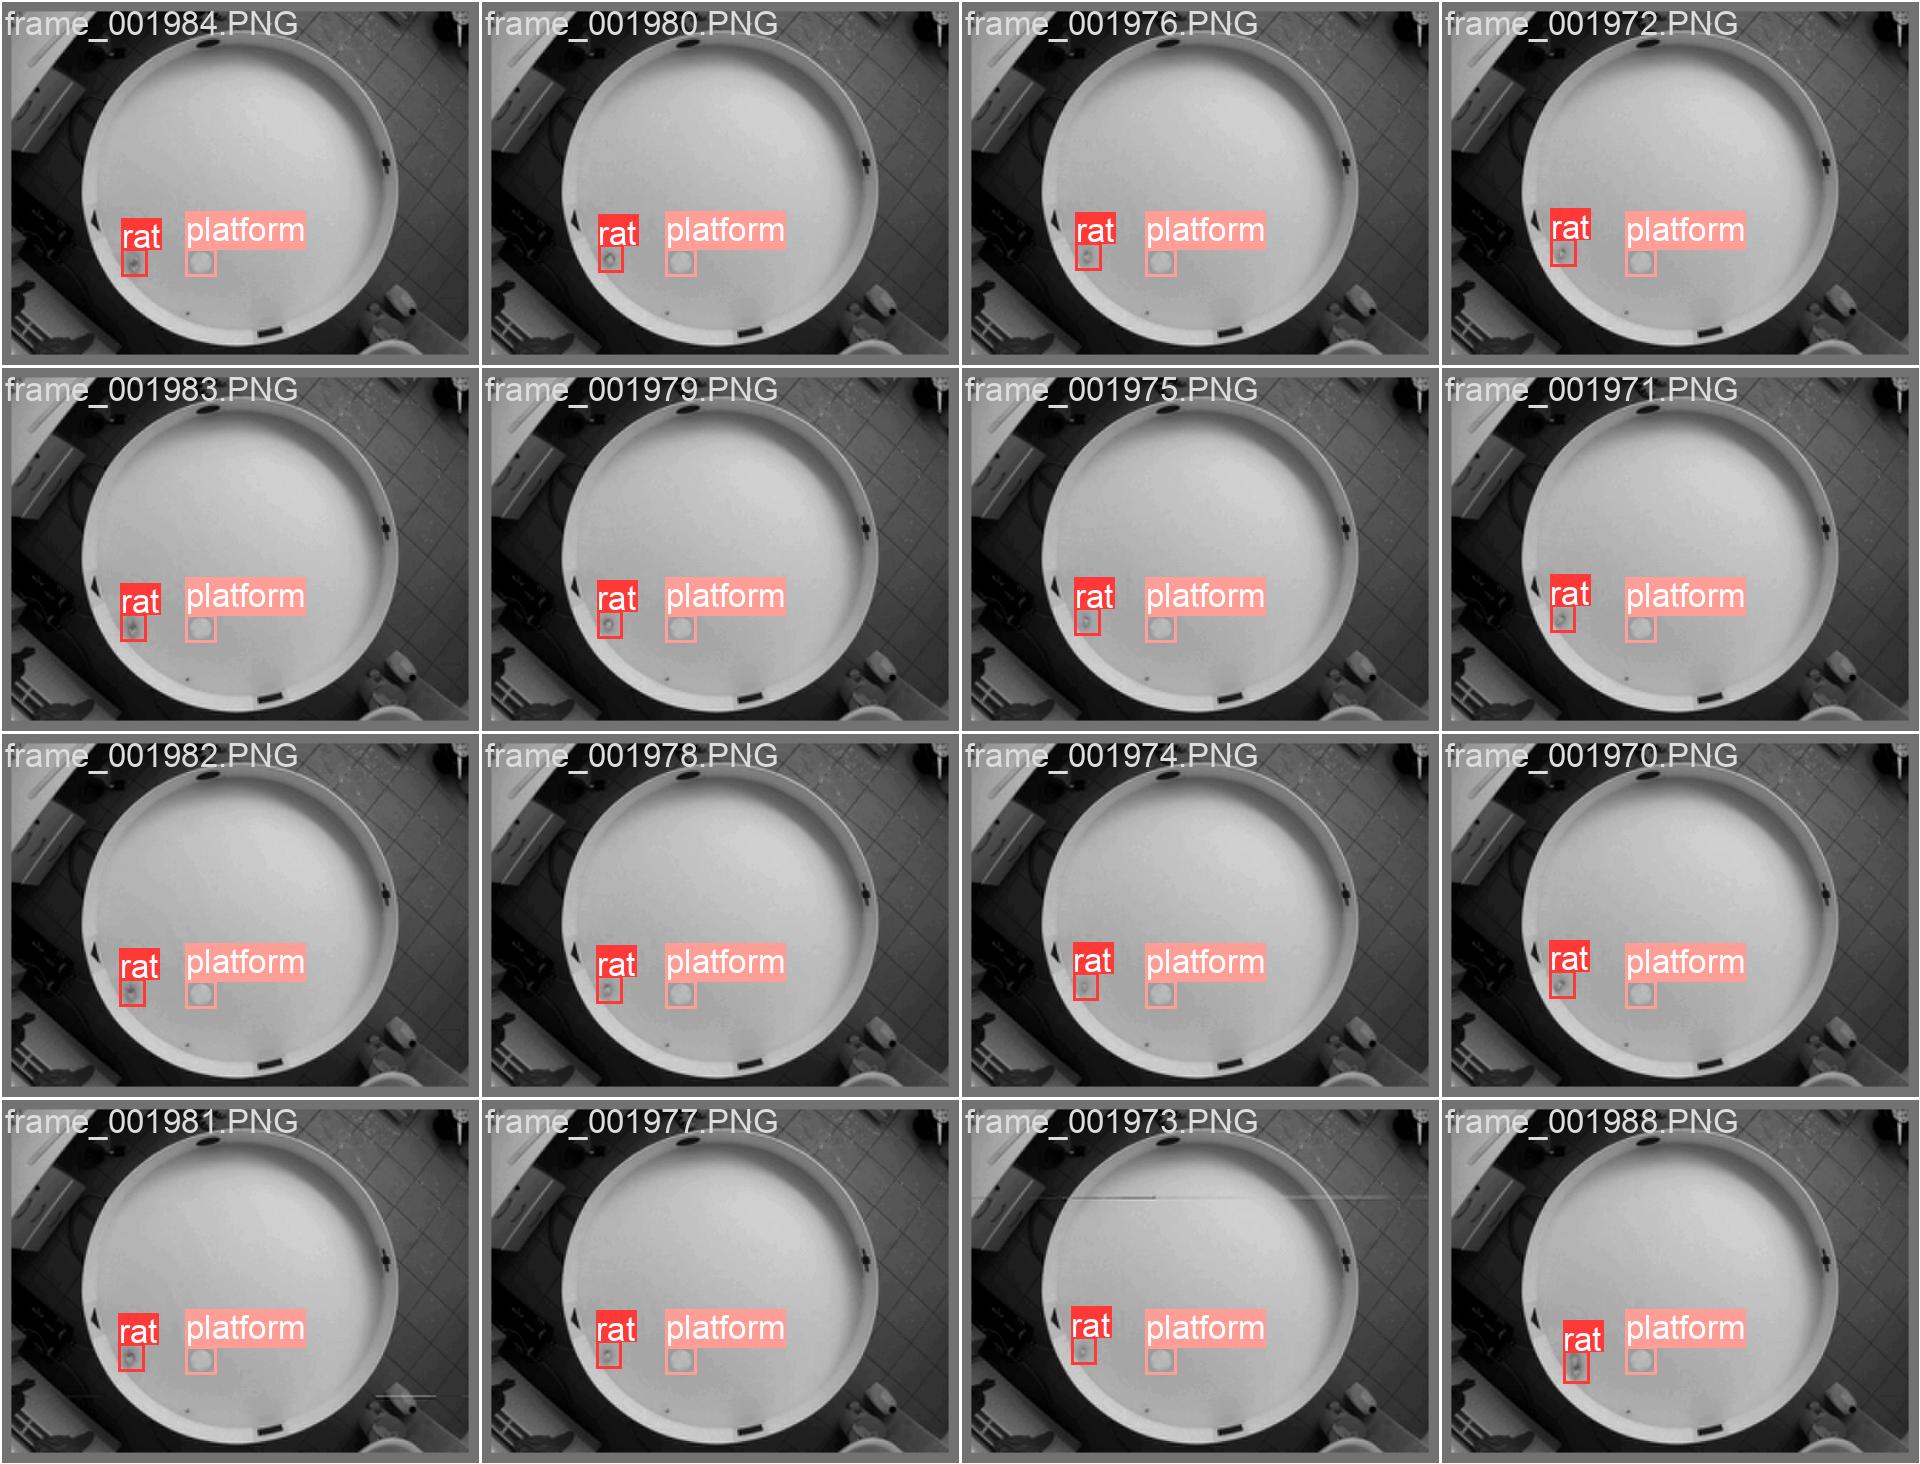 frame_001984.PNG
rat platform
frame_001980.PNG
rat platform
frame_001976.PNG
rat platform
frame_001972.PNG
rat platform
frame_001983.PNG
rat platform
frame_001979.PNG
rat platform
frame_001975.PNG
rat platform
frame_001971.PNG
rat platform
frame_001982.PNG
rat platform
frame_001978.PNG
rat platform
frame_001974.PNG
rat platform
frame_001970.PNG
rat platform
frame_001981.PNG
rat platform
frame_001977.PNG
rat platform
frame_001973.PNG
rat platform
frame_001988.PNG
rat platform